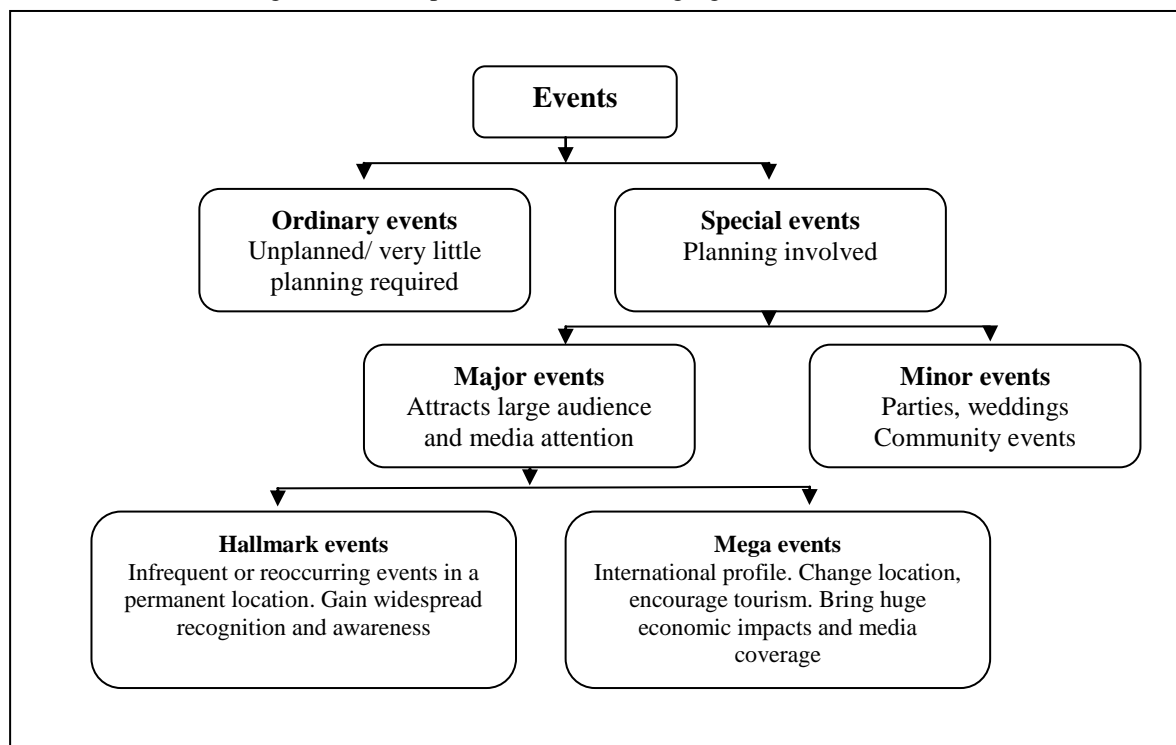 Events
Ordinary events
Unplanned/ very little
planning required
Special events
Planning involved
Major events
Attracts large audience
and media attention
Minor events
Parties, weddings
Community events
Hallmark events
Infrequent or reoccurring events in a
permanent location. Gain widespread
recognition and awareness
Mega events
International profile. Change location,
encourage tourism. Bring huge
economic impacts and media
coverage